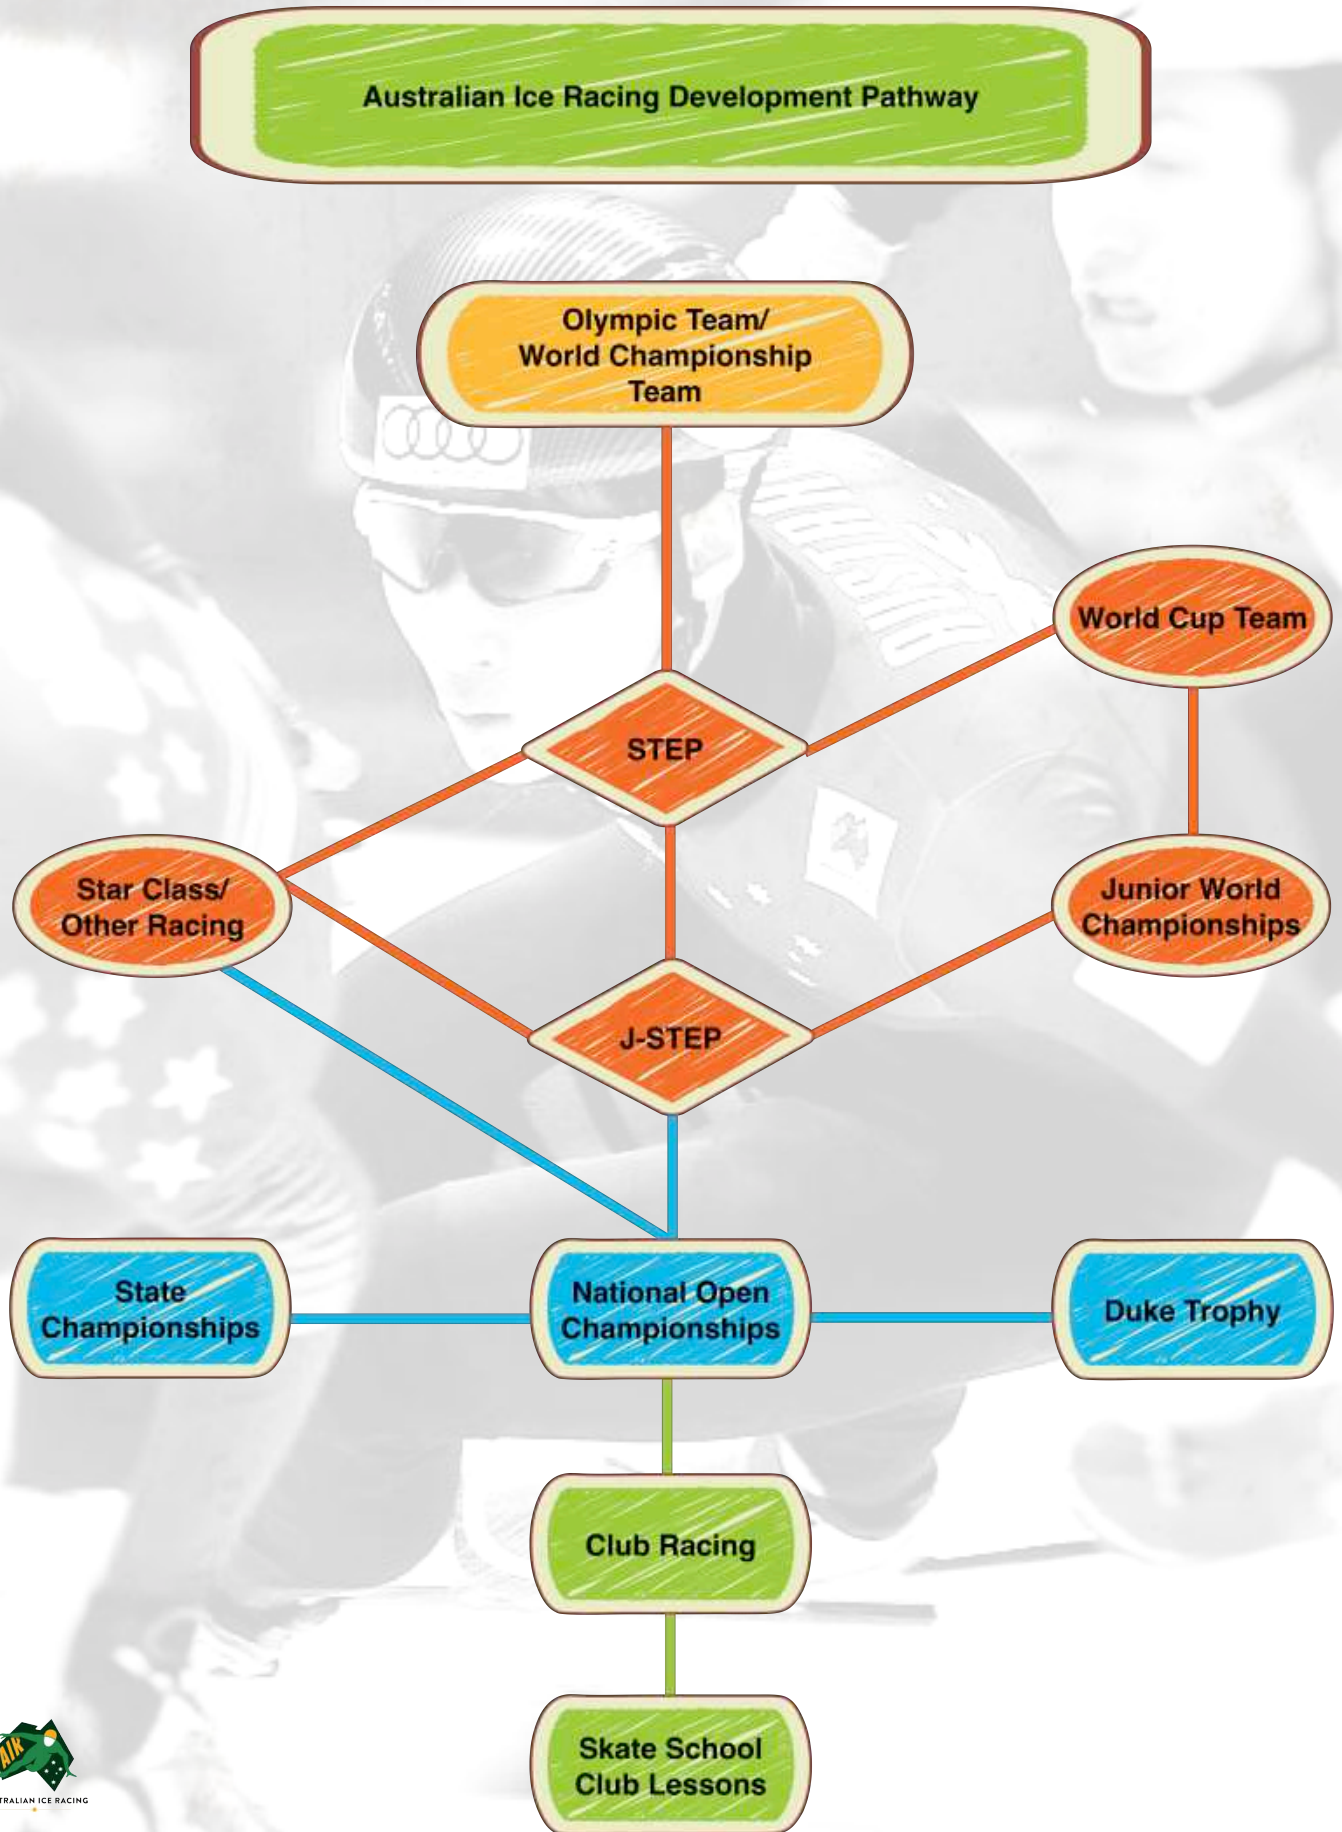 Australian Ice Racing Development Pathway
Olympic Team/
World Championship
Team
World Cup Team
STEP
Star Class/
Other Racing
Junior World
Championships
J-STEP
State
Championships
National Open
Championships
Duke Trophy
Club Racing
Skate School
Club Lessons
AIR
TRALIAN ICE RACING